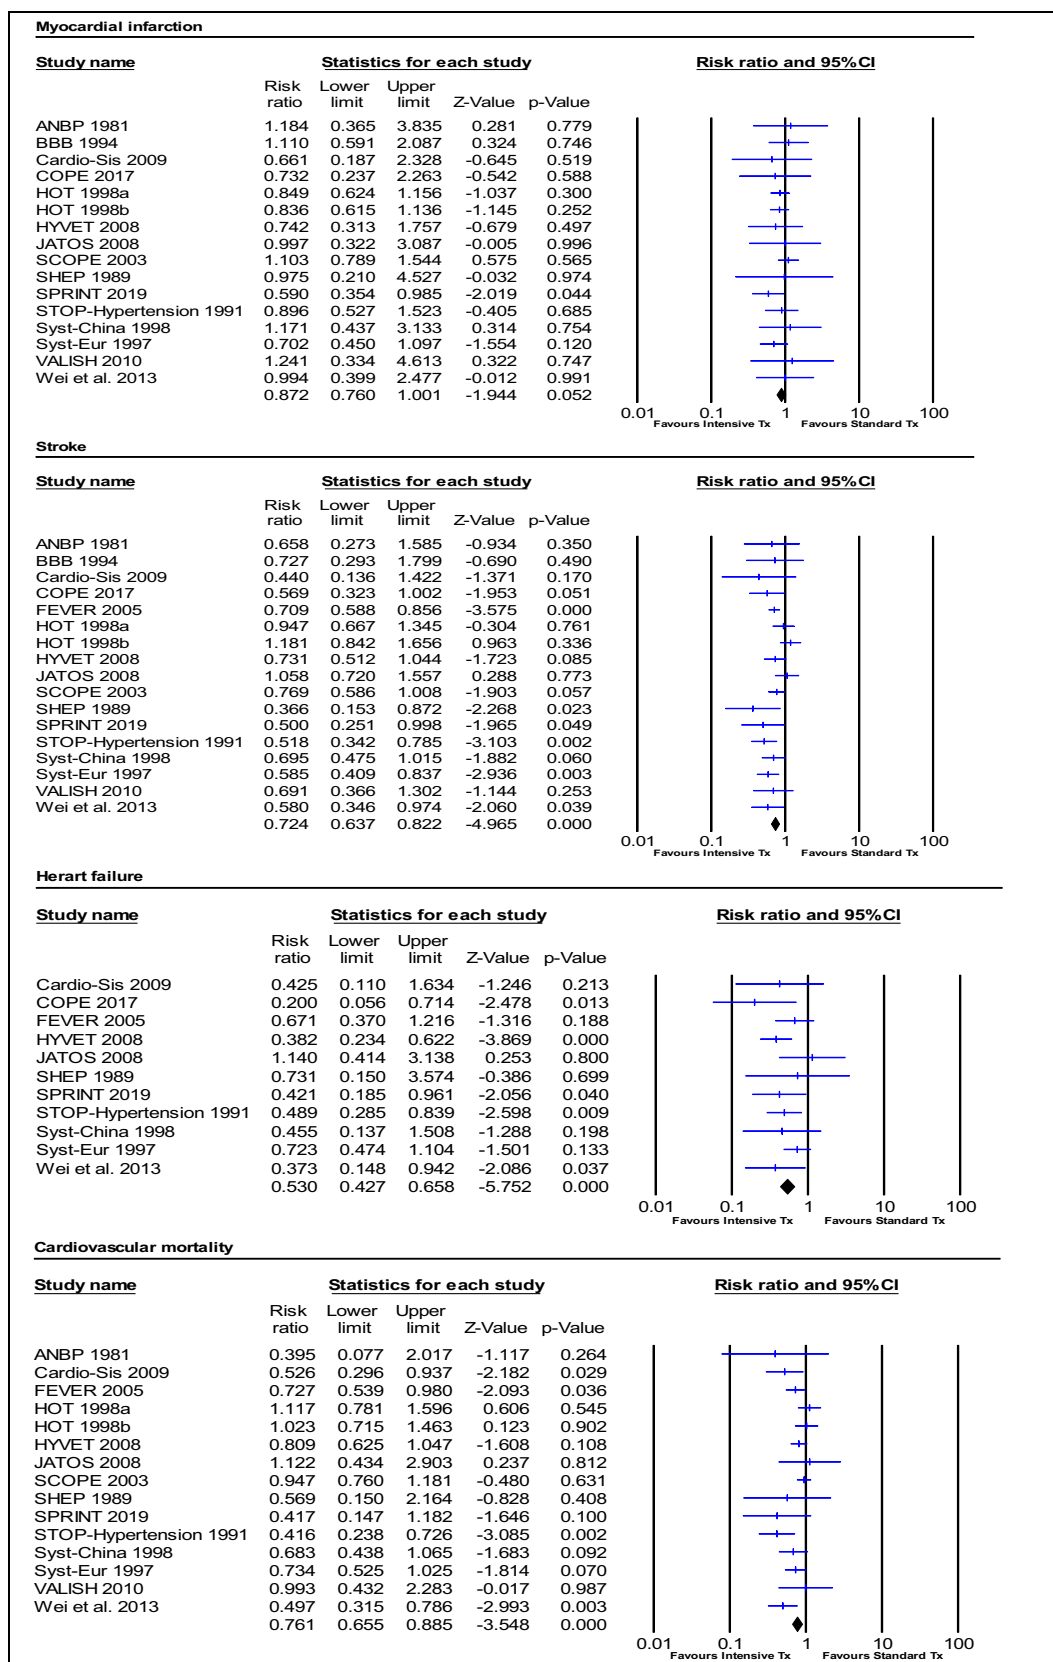 Myocardial infarction
Study name Statistics for each study Risk ratio and 95%CI
Risk Lower Upper
ratio limit limit Z-Value p-Value
ANBP 1981 1.184 0.365 3.835 0.281 0.779
BBB 1994 1.110 0.591 2.087 0.324 0.746
Cardio-Sis 2009 0.661 0.187 2.328 -0.645 0.519
COPE 2017 0.732 0.237 2.263 -0.542 0.588
HOT 1998a 0.849 0.624 1.156 -1.037 0.300
HOT 1998b 0.836 0.615 1.136 -1.145 0.252
HYVET 2008 0.742 0.313 1.757 -0.679 0.497
JATOS 2008 0.997 0.322 3.087 -0.005 0.996
SCOPE 2003 1.103 0.789 1.544 0.575 0.565
SHEP 1989 0.975 0.210 4.527 -0.032 0.974
SPRINT 2019 0.590 0.354 0.985 -2.019 0.044
STOP-Hypertension 1991 0.896 0.527 1.523 -0.405 0.685
Syst-China 1998 1.171 0.437 3.133 0.314 0.754
Syst-Eur 1997 0.702 0.450 1.097 -1.554 0.120
VALISH 2010 1.241 0.334 4.613 0.322 0.747
Wei et al. 2013 0.994 0.399 2.477 -0.012 0.991
0.872 0.760 1.001 -1.944 0.052
0.01 0.1 1 10 100
Favours Intensive Tx Favours Standard Tx
Stroke
Study name Statistics for each study Risk ratio and 95%CI
Risk Lower Upper
ratio limit limit Z-Value p-Value
ANBP 1981 0.658 0.273 1.585 -0.934 0.350
BBB 1994 0.727 0.293 1.799 -0.690 0.490
Cardio-Sis 2009 0.440 0.136 1.422 -1.371 0.170
COPE 2017 0.569 0.323 1.002 -1.953 0.051
FEVER 2005 0.709 0.588 0.856 -3.575 0.000
HOT 1998a 0.947 0.667 1.345 -0.304 0.761
HOT 1998b 1.181 0.842 1.656 0.963 0.336
HYVET 2008 0.731 0.512 1.044 -1.723 0.085
JATOS 2008 1.058 0.720 1.557 0.288 0.773
SCOPE 2003 0.769 0.586 1.008 -1.903 0.057
SHEP 1989 0.366 0.153 0.872 -2.268 0.023
SPRINT 2019 0.500 0.251 0.998 -1.965 0.049
STOP-Hypertension 1991 0.518 0.342 0.785 -3.103 0.002
Syst-China 1998 0.695 0.475 1.015 -1.882 0.060
Syst-Eur 1997 0.585 0.409 0.837 -2.936 0.003
VALISH 2010 0.691 0.366 1.302 -1.144 0.253
Wei et al. 2013 0.580 0.346 0.974 -2.060 0.039
0.724 0.637 0.822 -4.965 0.000
0.01 0.1 1 10 100
Favours Intensive Tx Favours Standard Tx
Herart failure
Study name Statistics for each study Risk ratio and 95%CI
Risk Lower Upper
ratio limit limit Z-Value p-Value
Cardio-Sis 2009 0.425 0.110 1.634 -1.246 0.213
COPE 2017 0.200 0.056 0.714 -2.478 0.013
FEVER 2005 0.671 0.370 1.216 -1.316 0.188
HYVET 2008 0.382 0.234 0.622 -3.869 0.000
JATOS 2008 1.140 0.414 3.138 0.253 0.800
SHEP 1989 0.731 0.150 3.574 -0.386 0.699
SPRINT 2019 0.421 0.185 0.961 -2.056 0.040
STOP-Hypertension 1991 0.489 0.285 0.839 -2.598 0.009
Syst-China 1998 0.455 0.137 1.508 -1.288 0.198
Syst-Eur 1997 0.723 0.474 1.104 -1.501 0.133
Wei et al. 2013 0.373 0.148 0.942 -2.086 0.037
0.530 0.427 0.658 -5.752 0.000
0.01 0.1 1 10 100
Favours Intensive Tx Favours Standard Tx
Cardiovascular mortality
Study name Statistics for each study Risk ratio and 95%CI
Risk Lower Upper
ratio limit limit Z-Value p-Value
ANBP 1981 0.395 0.077 2.017 -1.117 0.264
Cardio-Sis 2009 0.526 0.296 0.937 -2.182 0.029
FEVER 2005 0.727 0.539 0.980 -2.093 0.036
HOT 1998a 1.117 0.781 1.596 0.606 0.545
HOT 1998b 1.023 0.715 1.463 0.123 0.902
HYVET 2008 0.809 0.625 1.047 -1.608 0.108
JATOS 2008 1.122 0.434 2.903 0.237 0.812
SCOPE 2003 0.947 0.760 1.181 -0.480 0.631
SHEP 1989 0.569 0.150 2.164 -0.828 0.408
SPRINT 2019 0.417 0.147 1.182 -1.646 0.100
STOP-Hypertension 1991 0.416 0.238 0.726 -3.085 0.002
Syst-China 1998 0.683 0.438 1.065 -1.683 0.092
Syst-Eur 1997 0.734 0.525 1.025 -1.814 0.070
VALISH 2010 0.993 0.432 2.283 -0.017 0.987
Wei et al. 2013 0.497 0.315 0.786 -2.993 0.003
0.761 0.655 0.885 -3.548 0.000
0.01 0.1 1 10 100
Favours Intensive Tx Favours Standard Tx